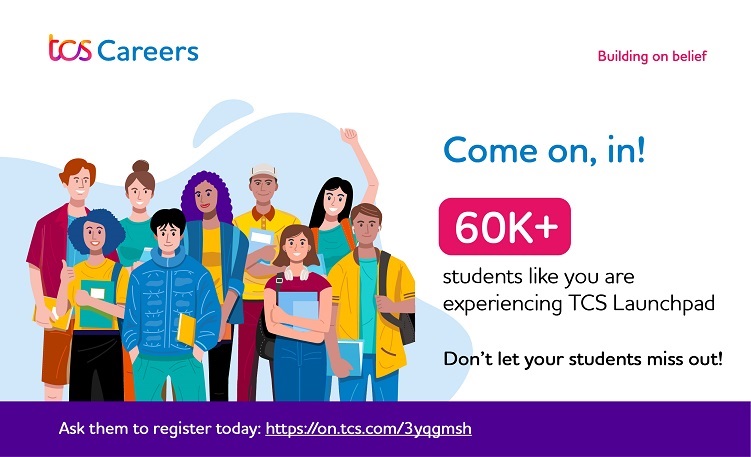 tcs Careers
Building on belief
Come on, in!
60K+
students like you are
experiencing TCS Launchpad
Don't let your students miss out!
Ask them to register today: https://on.tcs.com/3yqgmsh